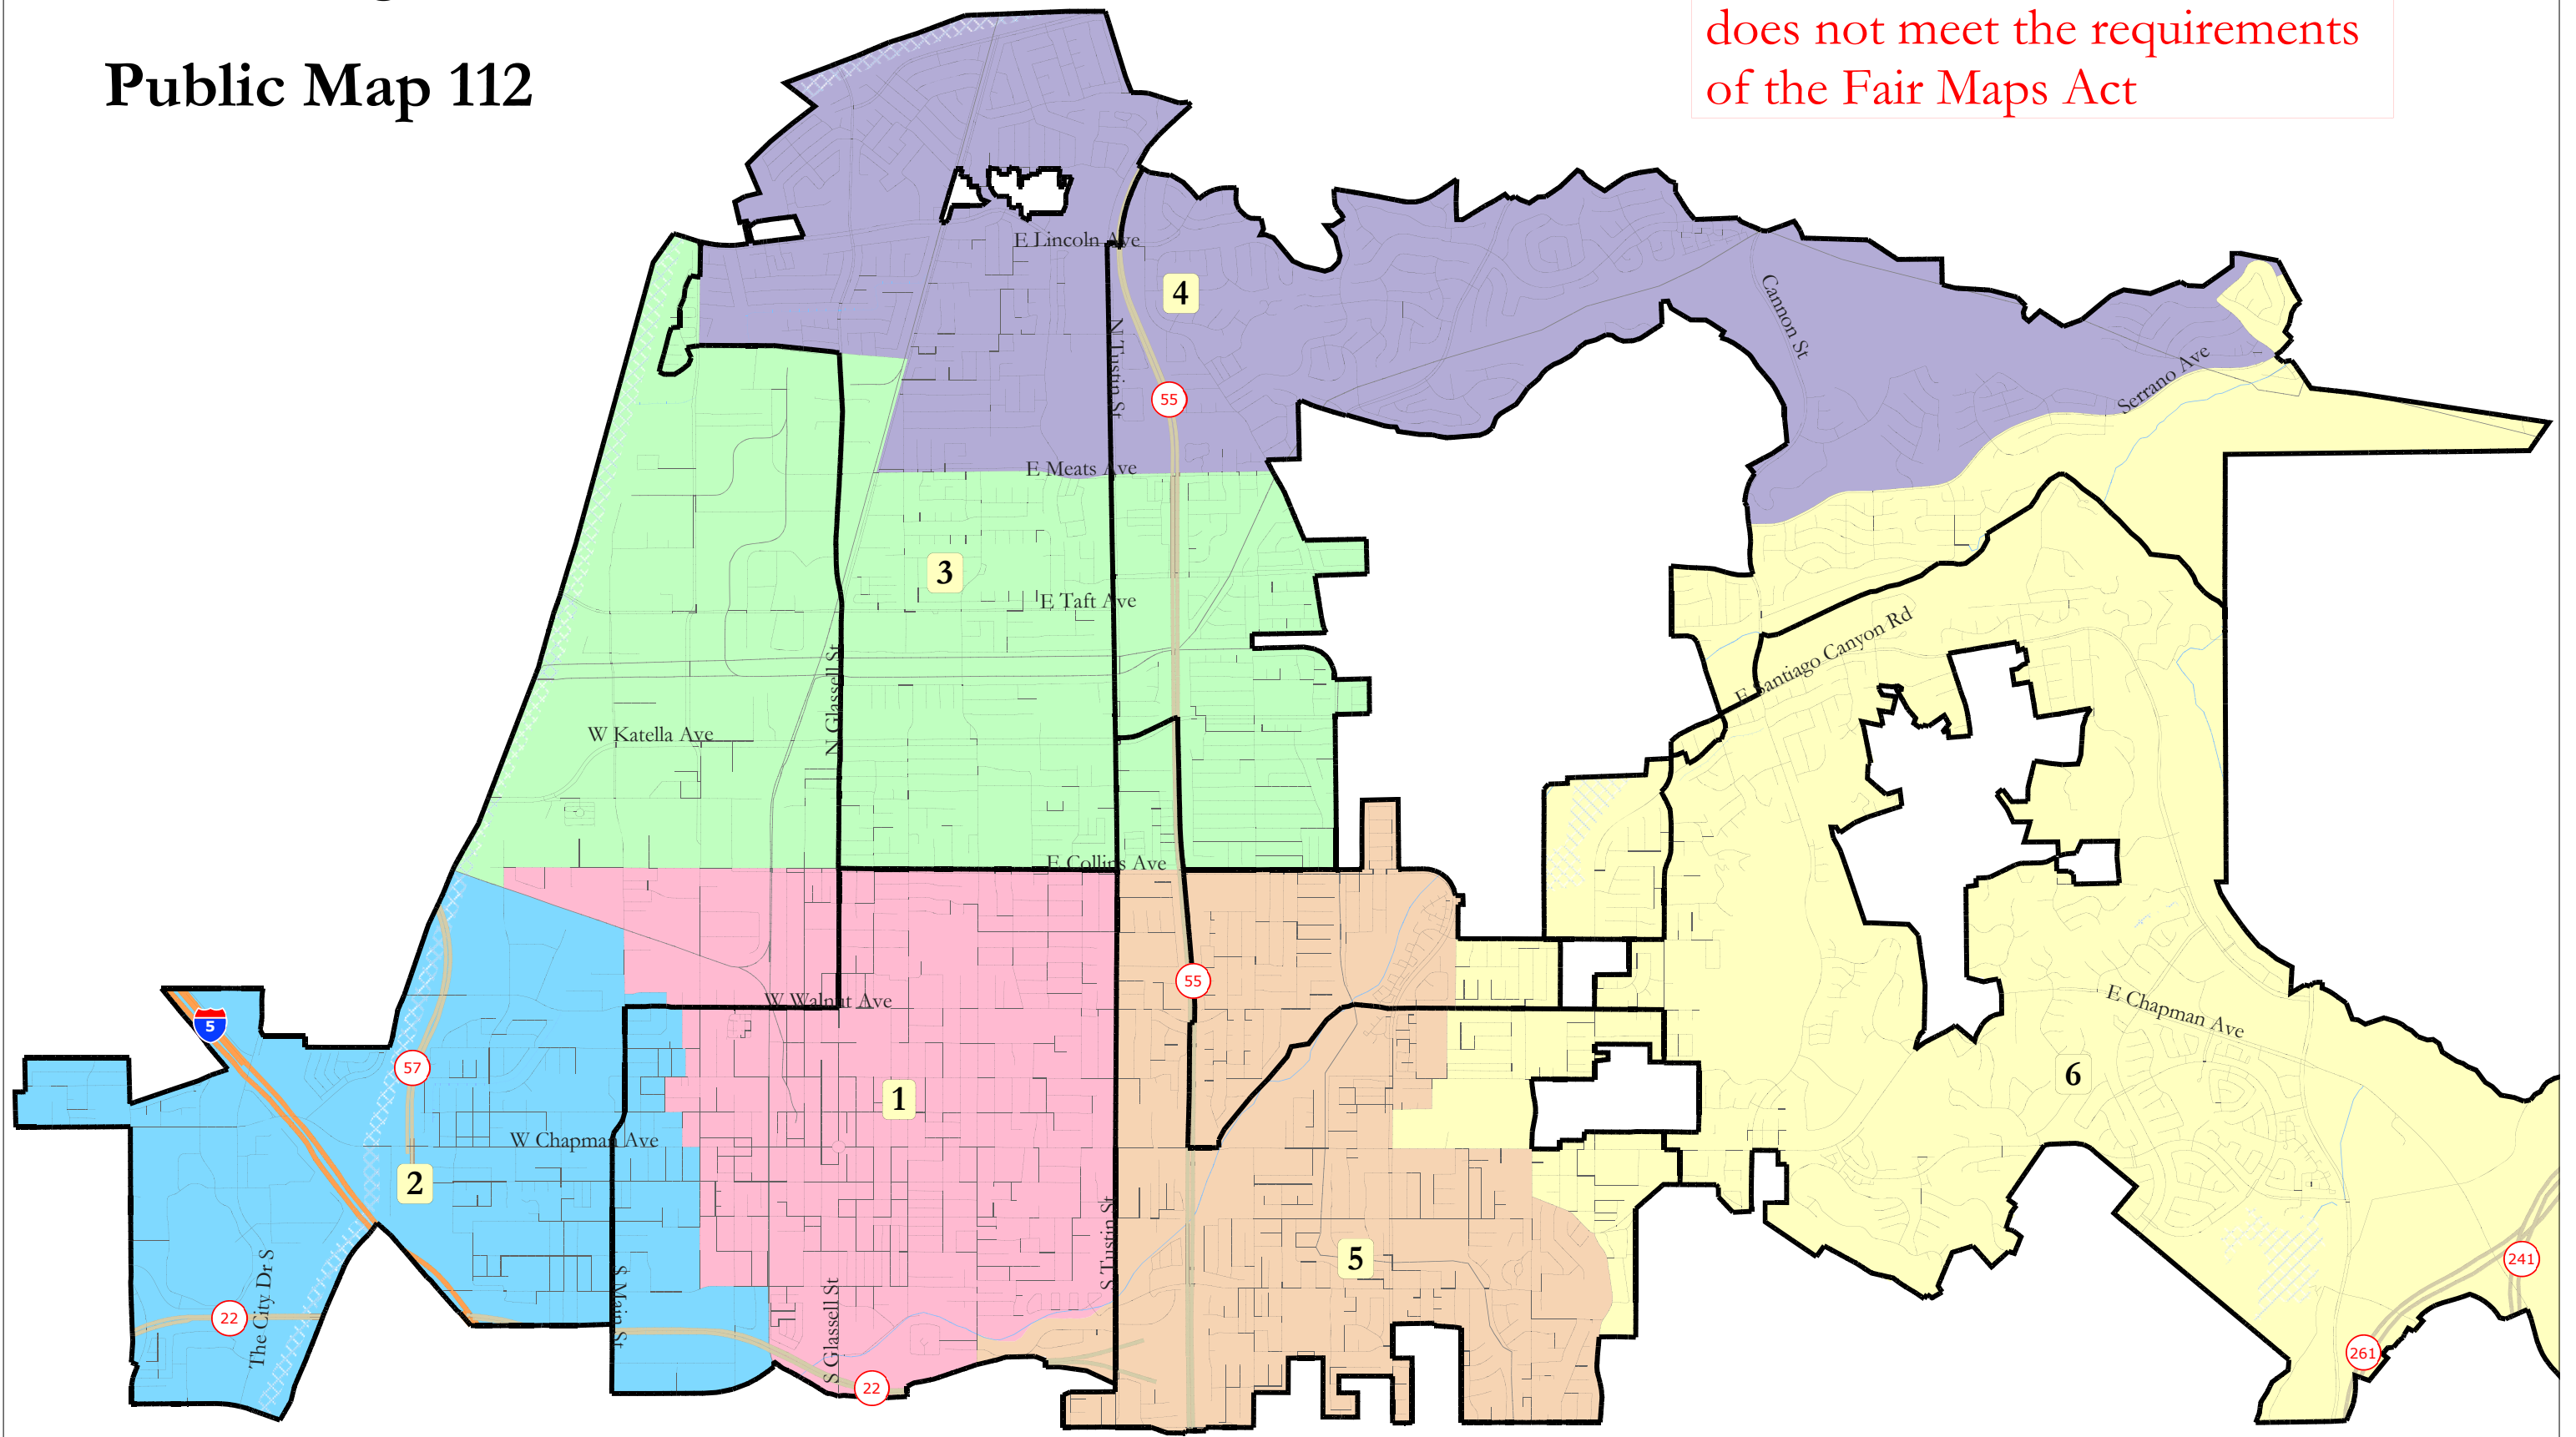 does not meet the requirements
of the Fair Maps Act
Public Map 112
E Lincoln Ave
4
Cannon St
N Tustin St
55
Serrano Ave
E Meats Ave
3
E Taft Ave
E Santiago Canyon Rd
N Glassell St
W Katella Ave
E Collins Ave
55
W Walnut Ave
E Chapman Ave
5
57
6
1
W Chapman Ave
2
S Tustin St
5
The City Dr S
241
S Main St
S Glassell St
22
261
22